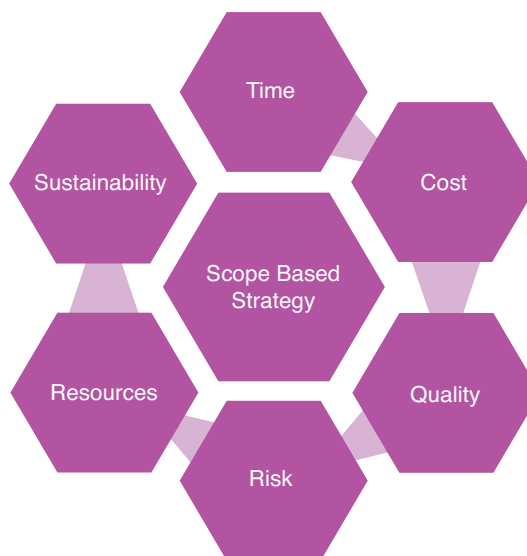 Time
Sustainability
Cost
Scope Based
Strategy
Resources
Quality
Risk